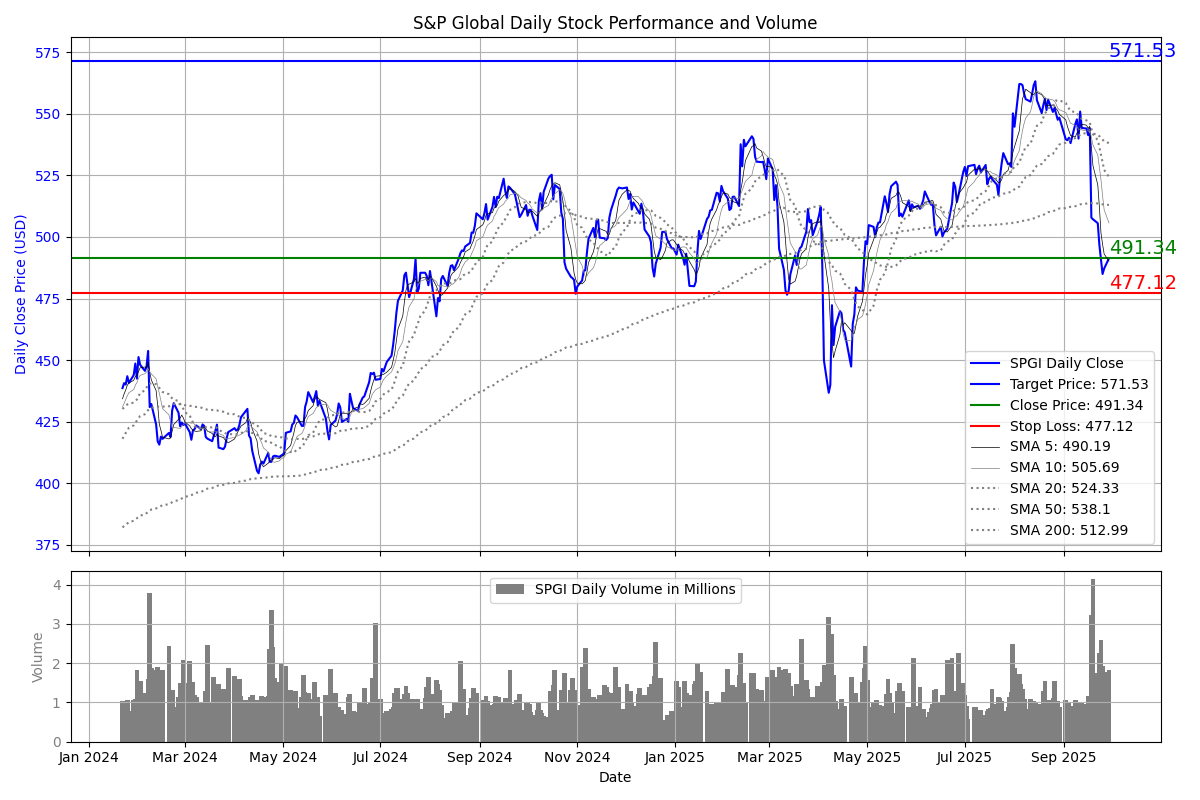 S&P Global Daily Stock Performance and Volume
Daily Close Price (USD)
575
550
525
500
475
450
425
400
375
571.53
491.34
477.12
SPGI Daily Close
Target Price: 571.53
Close Price: 491.34
Stop Loss: 477.12
SMA 5: 490.19
SMA 10: 505.69
SMA 20: 524.33
SMA 50: 538.1
SMA 200: 512.99
Volume
4
3
2
1
0
SPGI Daily Volume in Millions
Jan 2024 Mar 2024 May 2024 Jul 2024 Sep 2024 Nov 2024 Jan 2025 Mar 2025 May 2025 Jul 2025 Sep 2025
Date